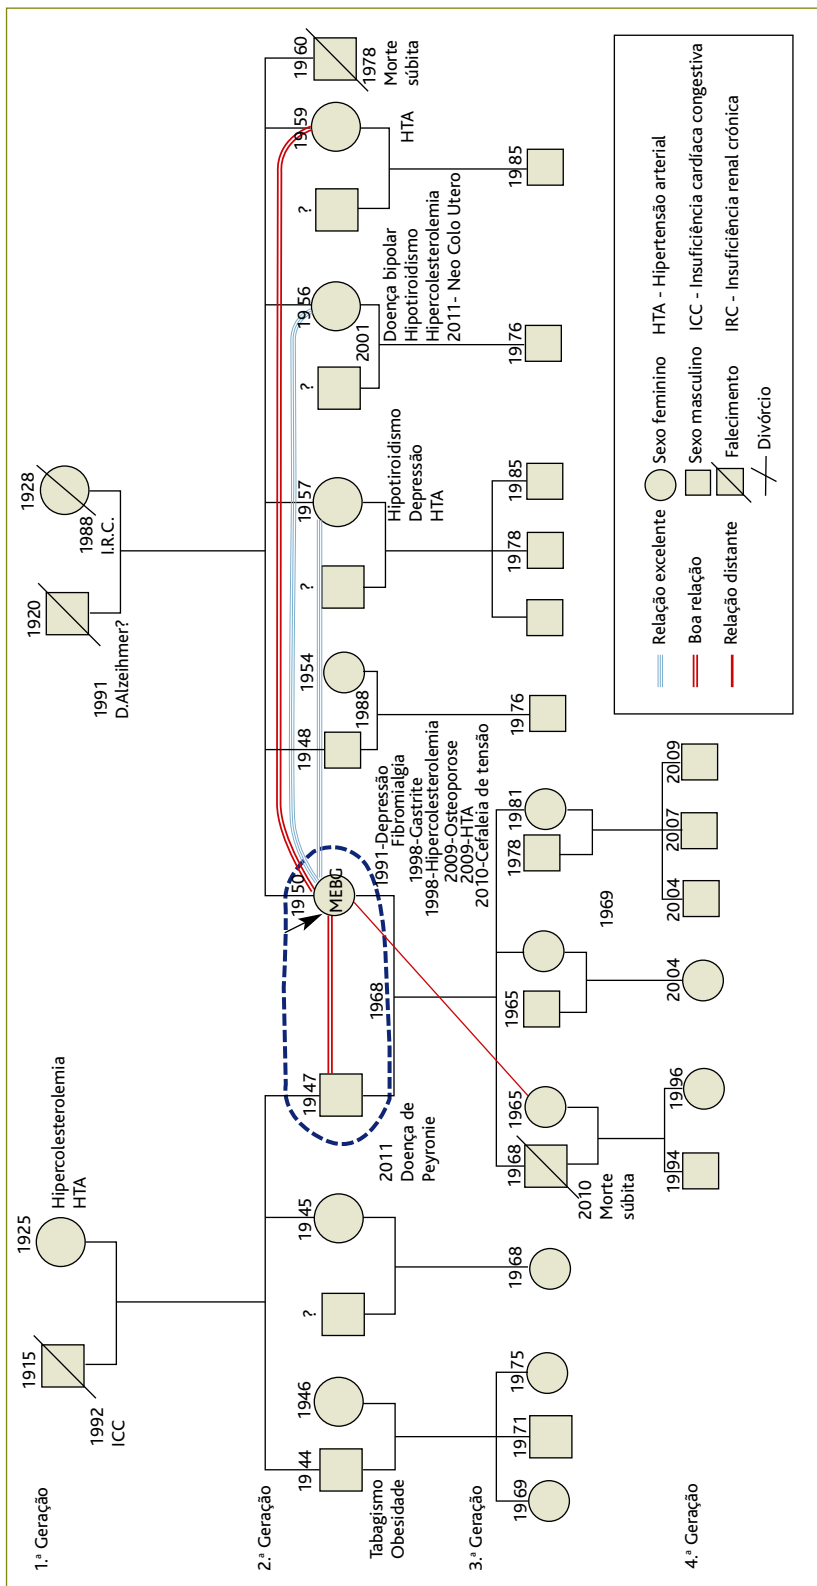 1.ª Geração
1915
1992
ICC
1925
Hipercolesterolemia
HTA
1920
1991
D.Alzeihmer?
1928
1988
I.R.C.
2.ª Geração
1944
Tabagismo
Obesidade
1946
?
1945
1947
2011
Doença de
Peyronie
1968
1950
MEBG
1991-Depressão
Fibromialgia
1998-Gastrite
1998-Hipercolesterolemia
2009-Osteoporose
2009-HTA
2010-Cefaleia de tensão
1948
1954
1988
?
1957
Hipotiroidismo
Depressão
HTA
?
1956
2001
Doença bipolar
Hipotiroidismo
Hipercolesterolemia
2011- Neo Colo Utero
?
1959
HTA
1960
1978
Morte
súbita
3.ª Geração
1969
1971
1975
1968
1968
2010
Morte
súbita
1965
1965
1969
1978
1981
1976
1978
1985
1976
1985
4.ª Geração
1994
1996
2004
2004
2007
2009
Relação excelente
Boa relação
Relação distante
Sexo feminino
Sexo masculino
Falecimento
Divórcio
HTA - Hipertensão arterial
ICC - Insuficiência cardíaca congestiva
IRC - Insuficiência renal crónica